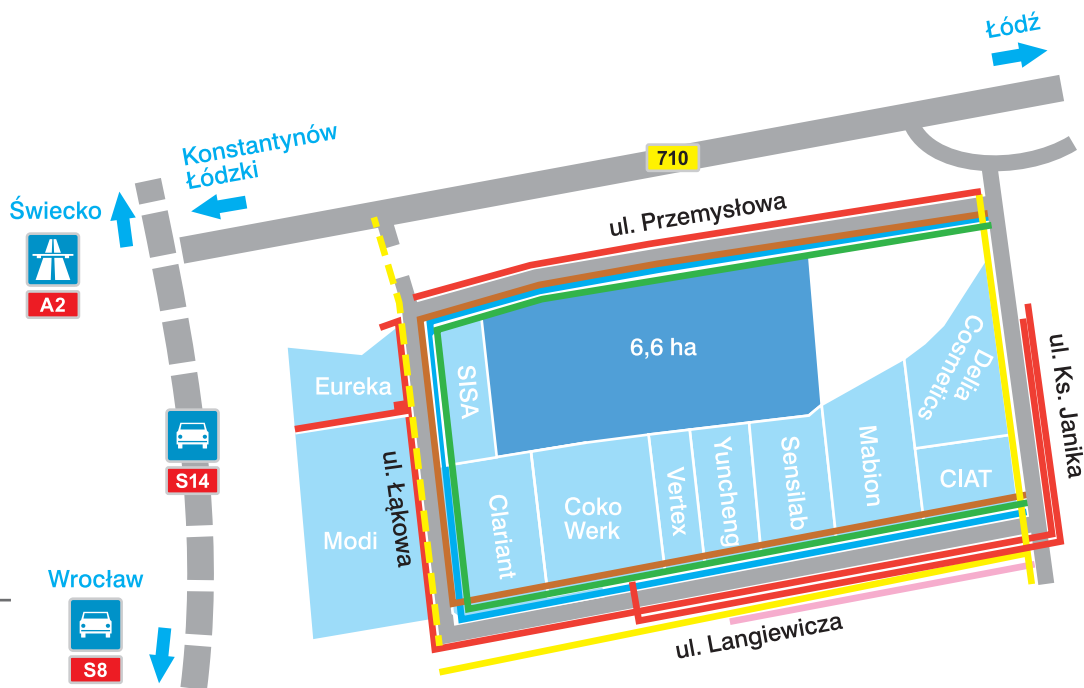 Łódź
Konstantynów
Łódzki
710
Świecko
A2
ul. Przemysłowa
6,6 ha
Eureka
SISA
Delia
Cosmetics
ul. Ks. Janika
S14
ul. Łąkowa
Modi
Clariant
Coko
Werk
Vertex
Yuncheng
Sensilab
Mabion
CIAT
Wrocław
S8
ul. Langiewicza